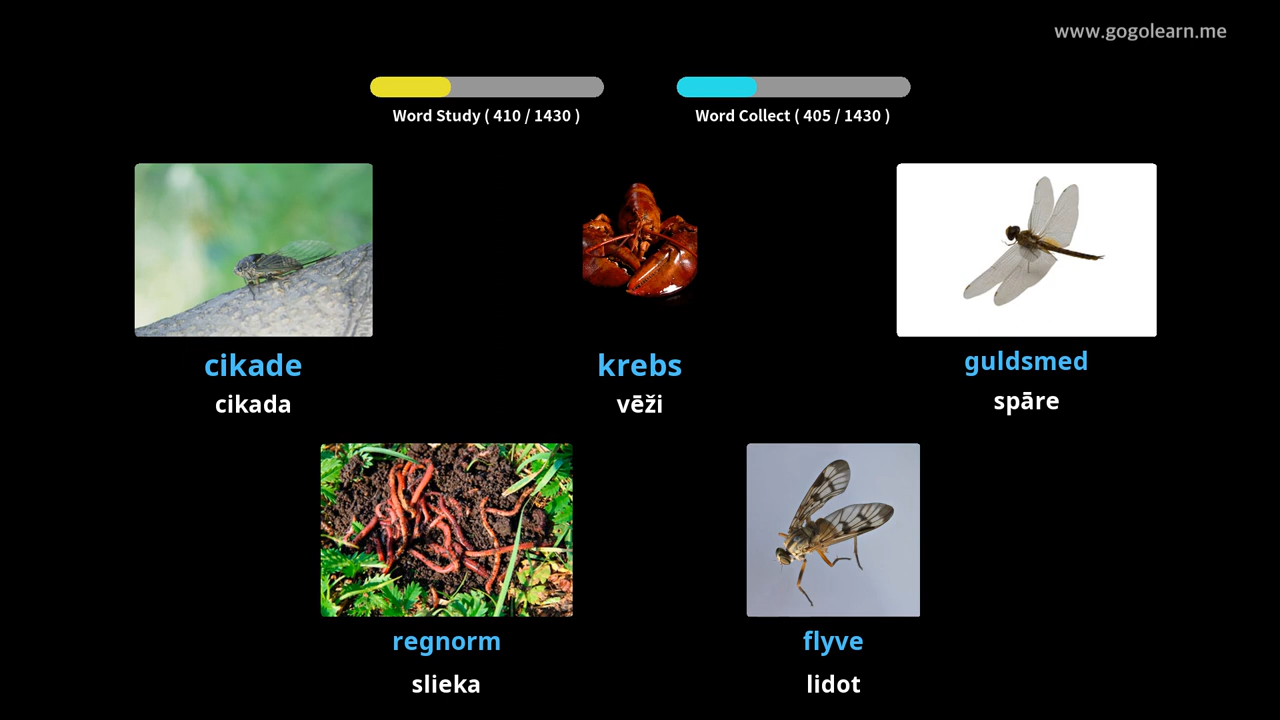 www.gogolearn.me
Word Study ( 410 / 1430 )
Word Collect ( 405 / 1430 )
cikade
cikada
krebs
vēži
guldsmed
spāre
regnorm
slieka
flyve
lidot